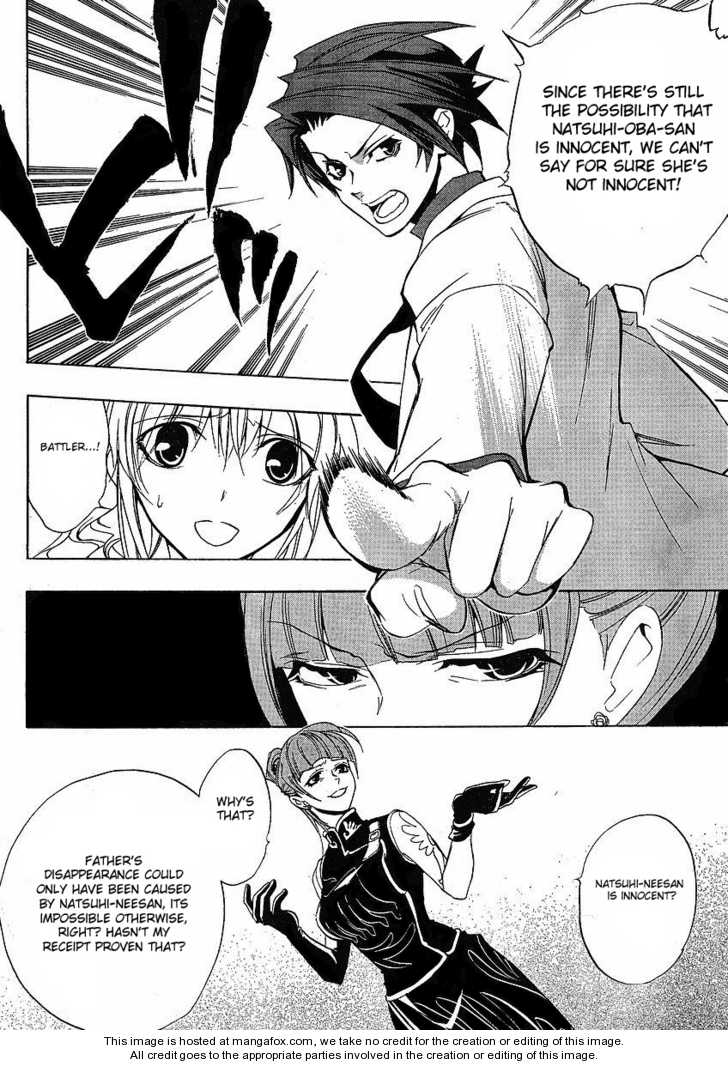 SINCE THERE'S STILL
THE POSSIBILITY THAT
NATSUHI-OBA-SAN
IS INNOCENT, WE CAN'T
SAY FOR SURE SHE'S
NOT INNOCENT!
ビッ
BATTLER...!
NATSUHI-NEESAN
IS INNOCENT?
WHY'S
THAT?
FATHER'S
DISAPPEARANCE COULD
ONLY HAVE BEEN CAUSED
BY NATSUHI-NEESAN, ITS
IMPOSSIBLE OTHERWISE,
RIGHT? HASN'T MY
RECEIPT PROVEN THAT?
This image is hosted at mangafox.com, we take no credit for the creation or editing of this image.
All credit goes to the appropriate parties involved in the creation or editing of this image.